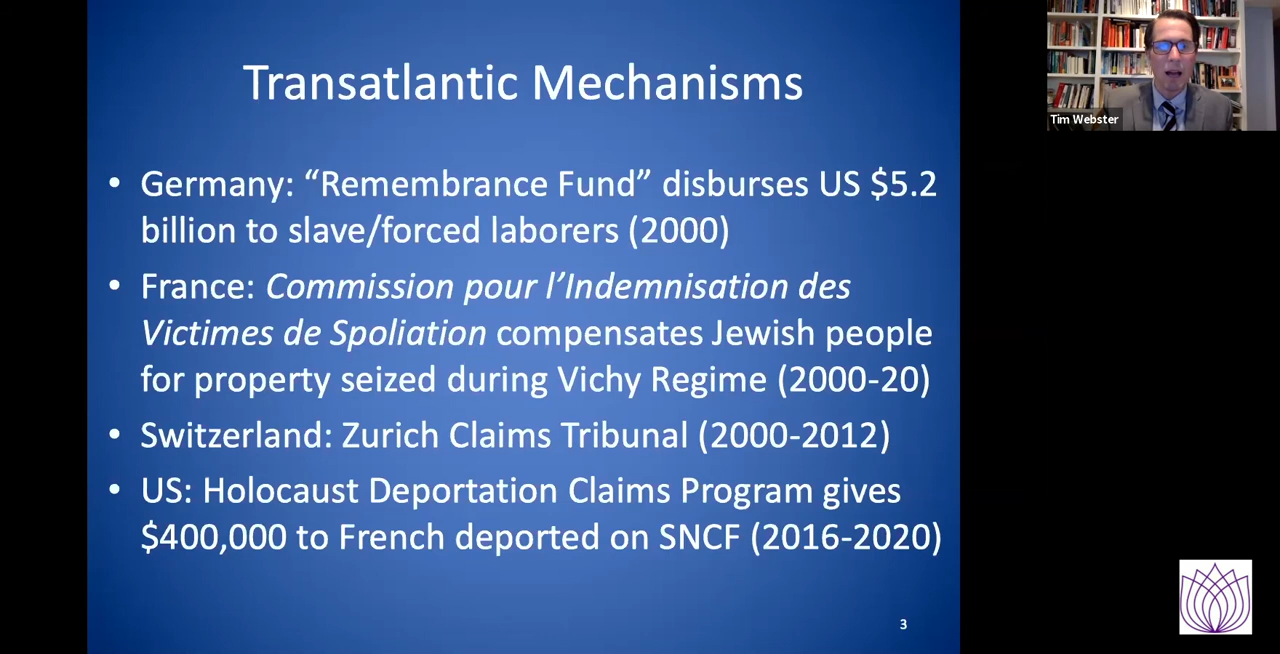 Transatlantic Mechanisms
• Germany: “Remembrance Fund” disburses US $5.2
billion to slave/forced laborers (2000)
• France: Commission pour l’Indemnisation des
Victimes de Spoliation compensates Jewish people
for property seized during Vichy Regime (2000-20)
• Switzerland: Zurich Claims Tribunal (2000-2012)
• US: Holocaust Deportation Claims Program gives
$400,000 to French deported on SNCF (2016-2020)
3
Tim Webster